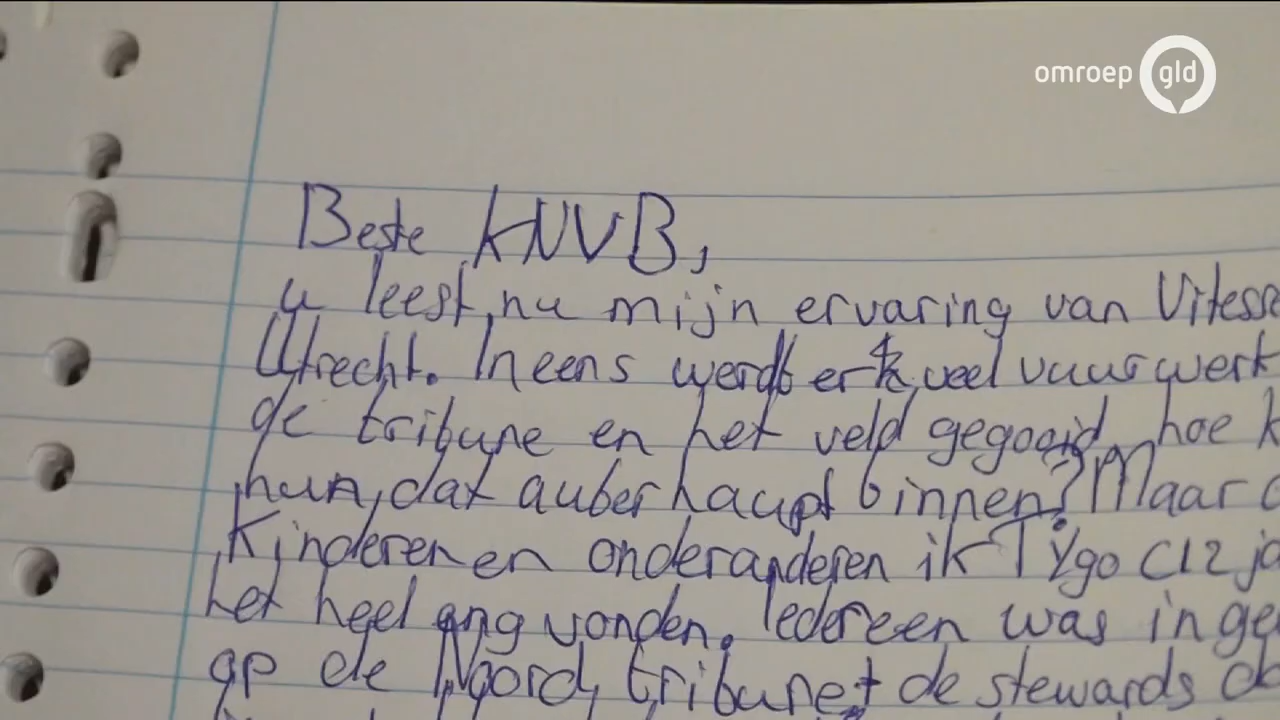 omroep gld
Beste KNVB,
u leest nu mijn ervaring van Vitesse
Utrecht. Ineens werdt er veel vuurwerk
de tribune en het veld gegooid hoe k
hun dat auberhaupt binnen? Maar
Kinderen en onderanderen ik Tygo (12 ja
het heel eng vonden. Iedereen was in ge
op de Noord tribune + de stewards